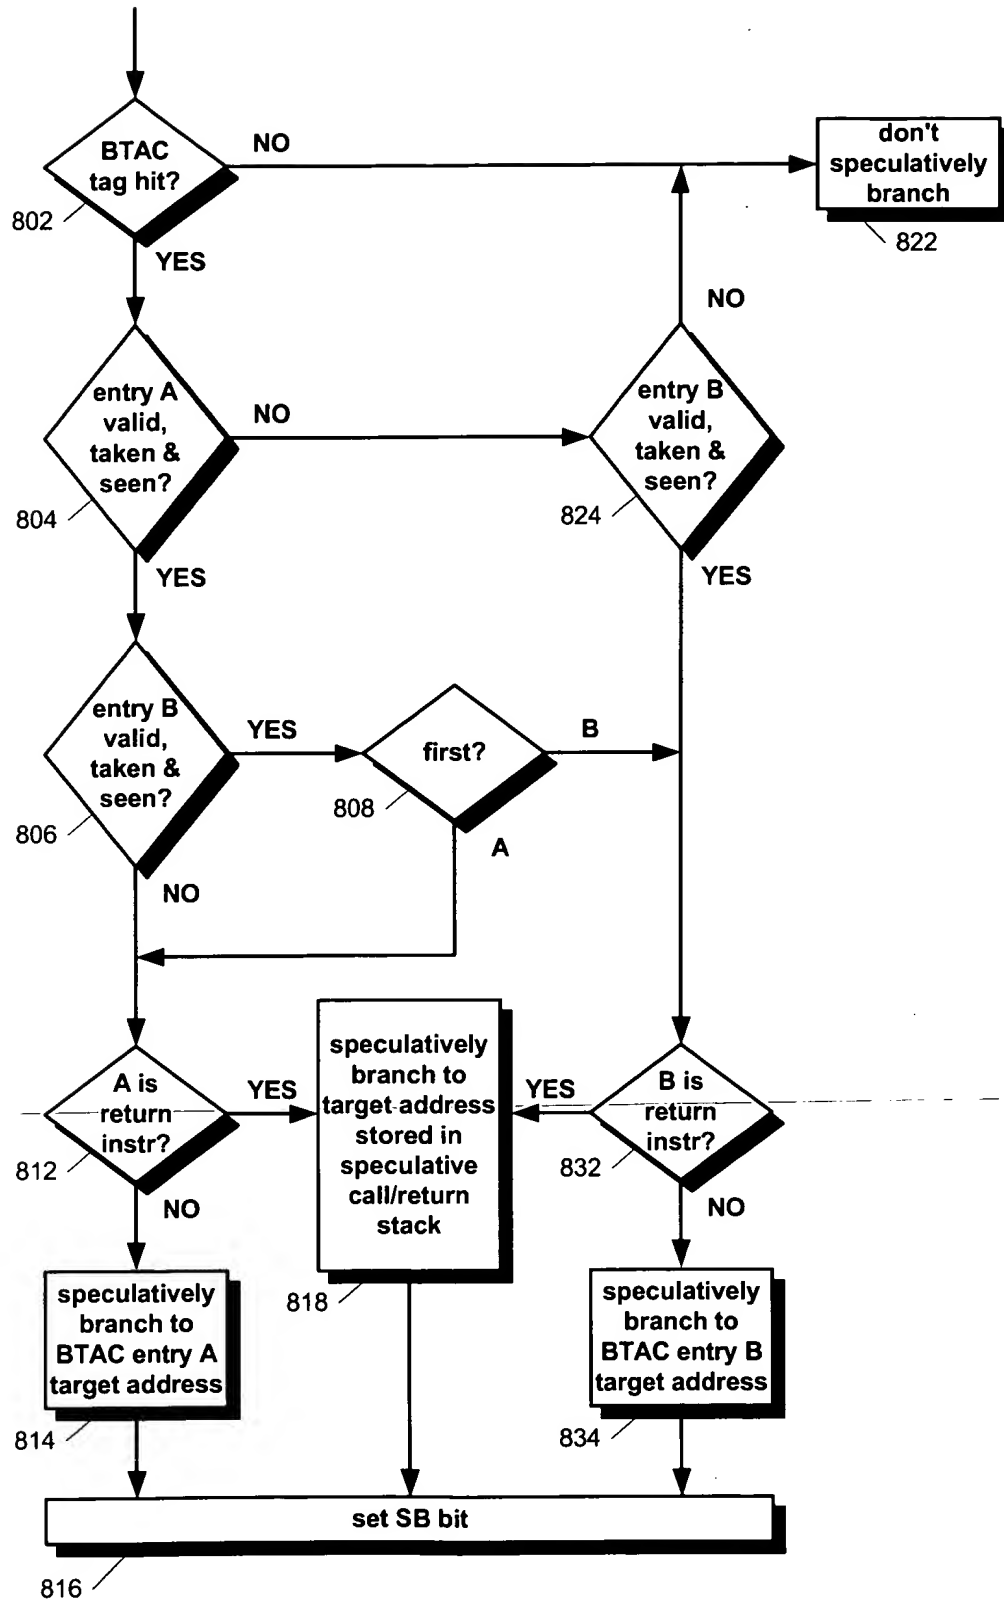 BTAC
tag hit?
802
NO
YES
don't
speculatively
branch
822
entry A
valid,
taken &
seen?
804
NO
YES
entry B
valid,
taken &
seen?
824
NO
YES
entry B
valid,
taken &
seen?
806
YES
NO
first?
808
B
A
A is
return
instr?
812
YES
NO
speculatively
branch to
target address
stored in
speculative
call/return
stack
818
B is
return
instr?
832
YES
NO
speculatively
branch to
BTAC entry A
target address
814
speculatively
branch to
BTAC entry B
target address
834
set SB bit
816